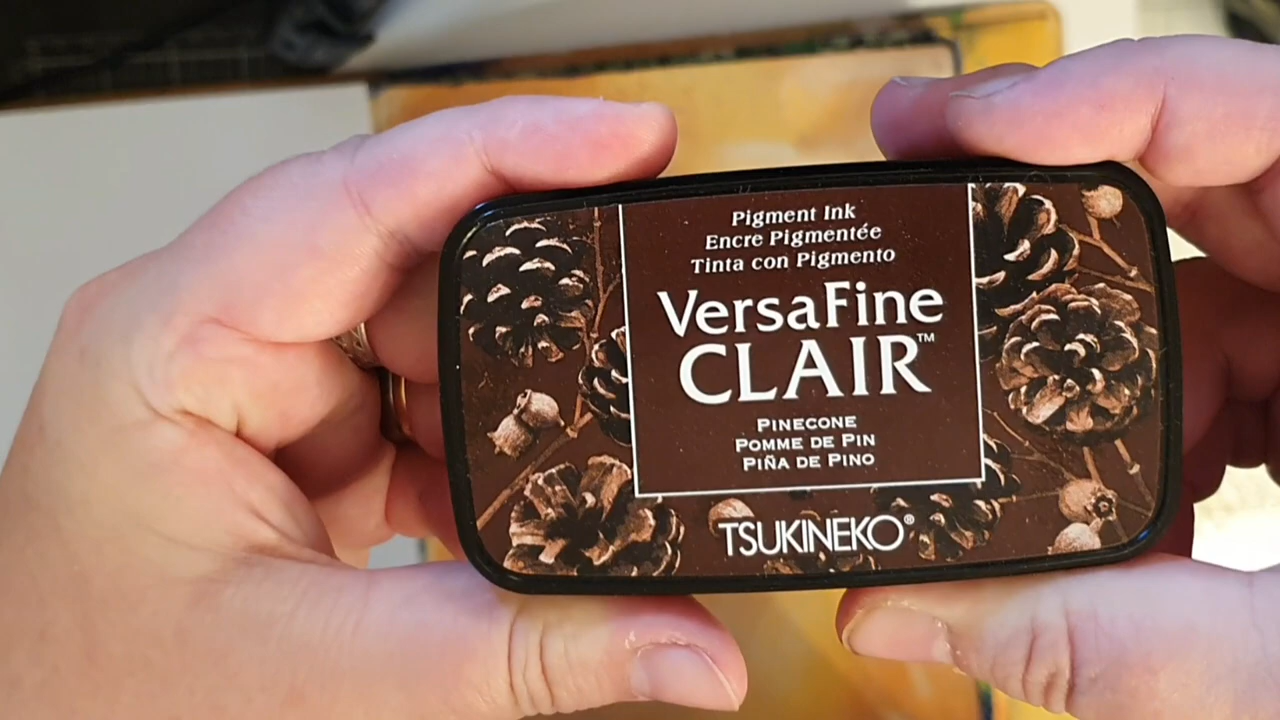 Pigment Ink
Encre Pigmentée
Tinta con Pigmento
VersaFine
CLAIR™
PINECONE
POMME DE PIN
PIÑA DE PINO
TSUKINEKO®